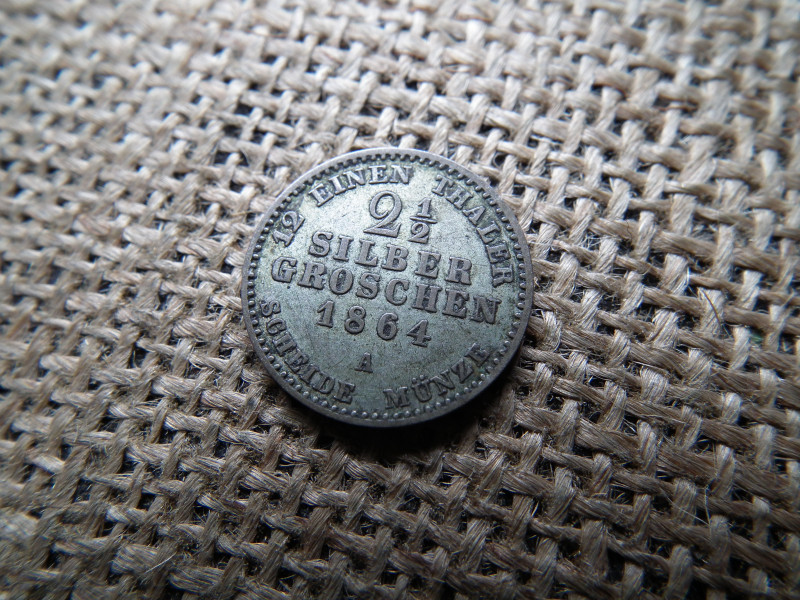 12 EINEN THALER
2 1/2
SILBER
GROSCHEN
1864
A
SCHEIDE MÜNZE